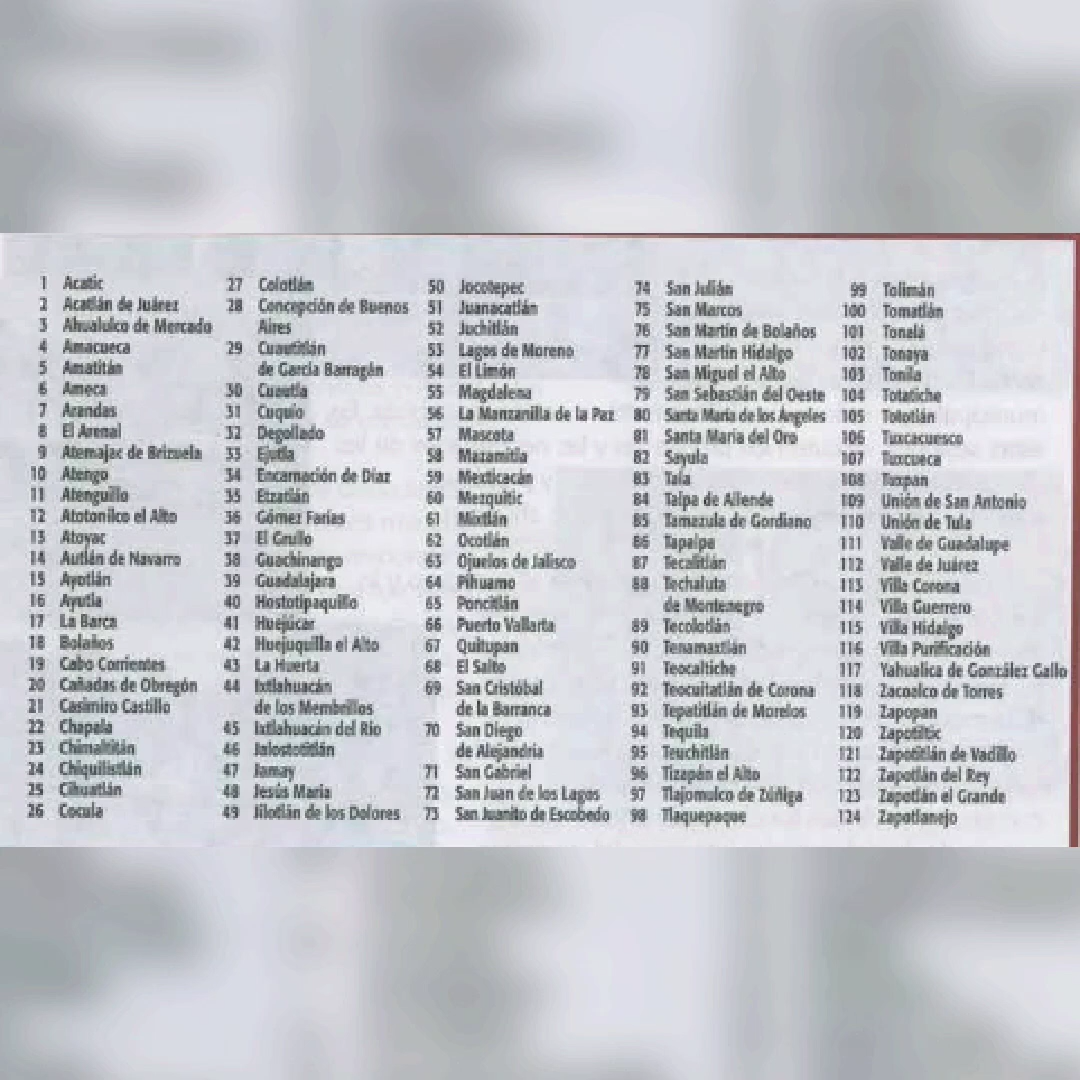 1 Acatic
2 Acatlán de Juárez
3 Ahualulco de Mercado
4 Amacueca
5 Amatitán
6 Ameca
7 Arandas
8 El Arenal
9 Atemajac de Brizuela
10 Atengo
11 Atenguillo
12 Atotonilco el Alto
13 Atoyac
14 Autlán de Navarro
15 Ayotlán
16 Ayutla
17 La Barca
18 Bolaños
19 Cabo Corrientes
20 Cañadas de Obregón
21 Casimiro Castillo
22 Chapala
23 Chimaltitán
24 Chiquilistlán
25 Cihuatlán
26 Cocula
27 Colotlán
28 Concepción de Buenos
Aires
29 Cuautitlán
de García Barragán
30 Cuautla
31 Cuquío
32 Degollado
33 Ejutla
34 Encarnación de Díaz
35 Etzatlán
36 Gómez Farías
37 El Grullo
38 Guachinango
39 Guadalajara
40 Hostotipaquillo
41 Huejúcar
42 Huejuquilla el Alto
43 La Huerta
44 Ixtlahuacán
de los Membrillos
45 Ixtlahuacán del Río
46 Jalostotitlán
47 Jamay
48 Jesús María
49 Jilotlán de los Dolores
50 Jocotepec
51 Juanacatlán
52 Juchitlán
53 Lagos de Moreno
54 El Limón
55 Magdalena
56 La Manzanilla de la Paz
57 Mascota
58 Mazamitla
59 Mexticacán
60 Mezquitic
61 Mixtlán
62 Ocotlán
63 Ojuelos de Jalisco
64 Pihuamo
65 Poncitlán
66 Puerto Vallarta
67 Quitupan
68 El Salto
69 San Cristóbal
de la Barranca
70 San Diego
de Alejandría
71 San Gabriel
72 San Juan de los Lagos
73 San Juanito de Escobedo
74 San Julián
75 San Marcos
76 San Martín de Bolaños
77 San Martín Hidalgo
78 San Miguel el Alto
79 San Sebastián del Oeste
80 Santa María de los Ángeles
81 Santa María del Oro
82 Sayula
83 Tala
84 Talpa de Allende
85 Tamazula de Gordiano
86 Tapalpa
87 Tecalitlán
88 Techaluta
de Montenegro
89 Tecolotlán
90 Tenamaxtlán
91 Teocaltiche
92 Teocuitatlán de Corona
93 Tepatitlán de Morelos
94 Tequila
95 Teuchitlán
96 Tizapán el Alto
97 Tlajomulco de Zúñiga
98 Tlaquepaque
99 Tolimán
100 Tomatlán
101 Tonalá
102 Tonaya
103 Tonila
104 Totatiche
105 Tototlán
106 Tuxcacuesco
107 Tuxcueca
108 Tuxpan
109 Unión de San Antonio
110 Unión de Tula
111 Valle de Guadalupe
112 Valle de Juárez
113 Villa Corona
114 Villa Guerrero
115 Villa Hidalgo
116 Villa Purificación
117 Yahualica de González Gallo
118 Zacoalco de Torres
119 Zapopan
120 Zapotiltic
121 Zapotitlán de Vadillo
122 Zapotlán del Rey
123 Zapotlán el Grande
124 Zapotlanejo